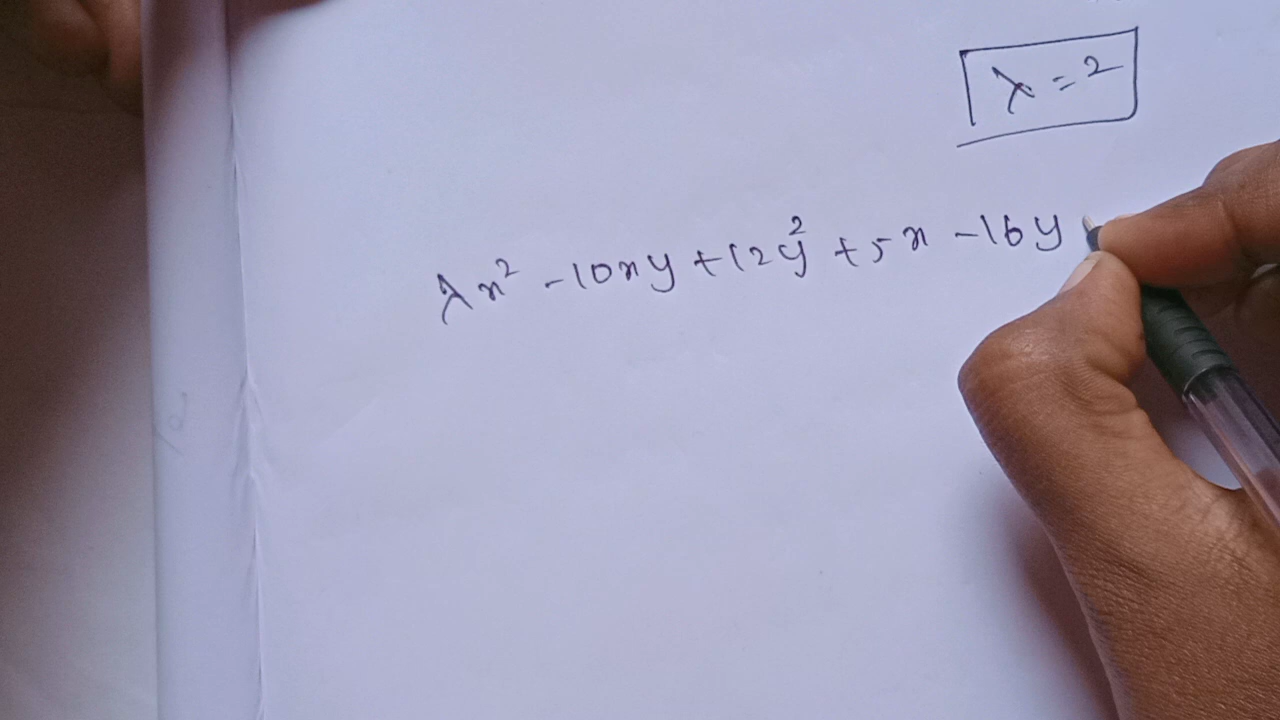 λ = 2
λx² - 10xy + 12y² + 5x - 16y